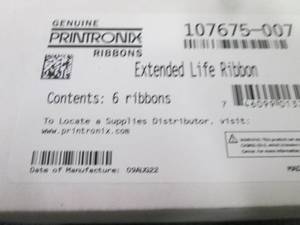 GENUINE
PRINTRONIX
RIBBONS
107675-007
Extended Life Ribbon
Contents: 6 ribbons
To Locate a Supplies Distributor, visit:
www.printronix.com
Date of Manufacture: 09AUG22